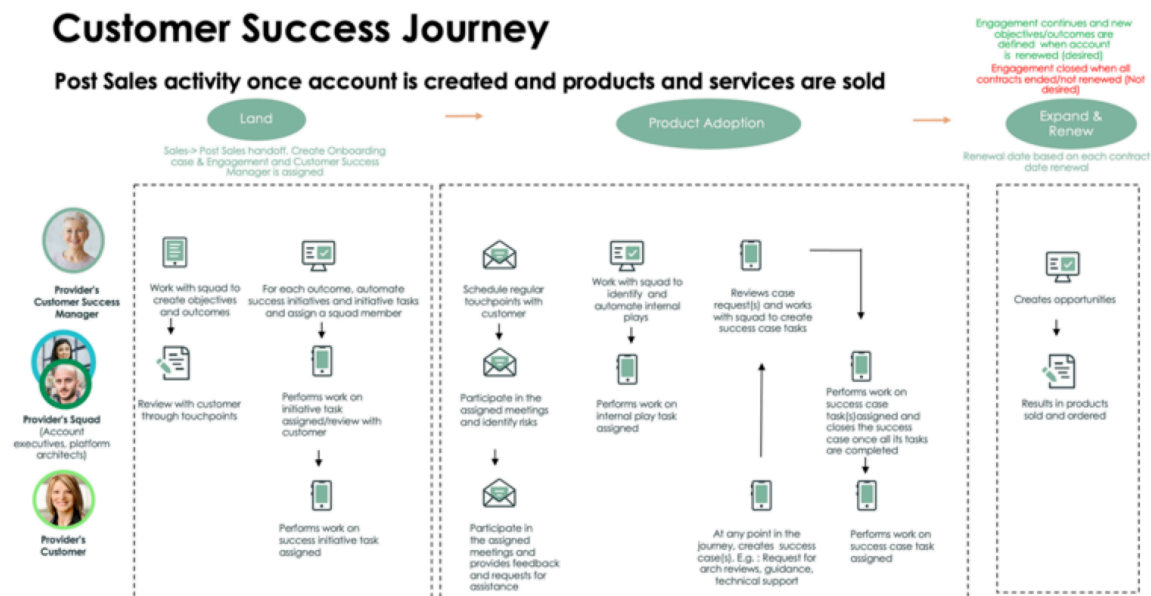 Customer Success Journey
Post Sales activity once account is created and products and services are sold
Engagement continues and new
objectives/outcomes are
defined when account
is renewed (desired)
Engagement closed when all
contracts ended/not renewed (Not
desired)
Land
Product Adoption
Expand &
Renew
Sales-> Post Sales handoff, Create Onboarding
case & Engagement and Customer Success
Manager is assigned
Renewal date based on each contract
date renewal
Provider's
Customer Success
Manager
Work with squad to
create objectives
and outcomes
For each outcome, automate
success initiatives and initiative tasks
and assign a squad member
Schedule regular
touchpoints with
customer
Work with squad to
identify and
automate internal
plays
Reviews case
request(s) and works
with squad to create
success case tasks
Creates opportunities
Provider's Squad
(Account
executives, platform
architects)
Review with customer
through touchpoints
Performs work on
initiative task
assigned/review with
customer
Participate in the
assigned meetings
and identify risks
Performs work on
internal play task
assigned
Performs work on
success case
task(s)assigned and
closes the success
case once all its tasks
are completed
Results in products
sold and ordered
Provider's
Customer
Performs work on
success initiative task
assigned
Participate in
the assigned
meetings and
provides feedback
and requests for
assistance
At any point in the
journey, creates success
case(s). E.g. : Request for
arch reviews, guidance,
technical support
Performs work on
success case task
assigned